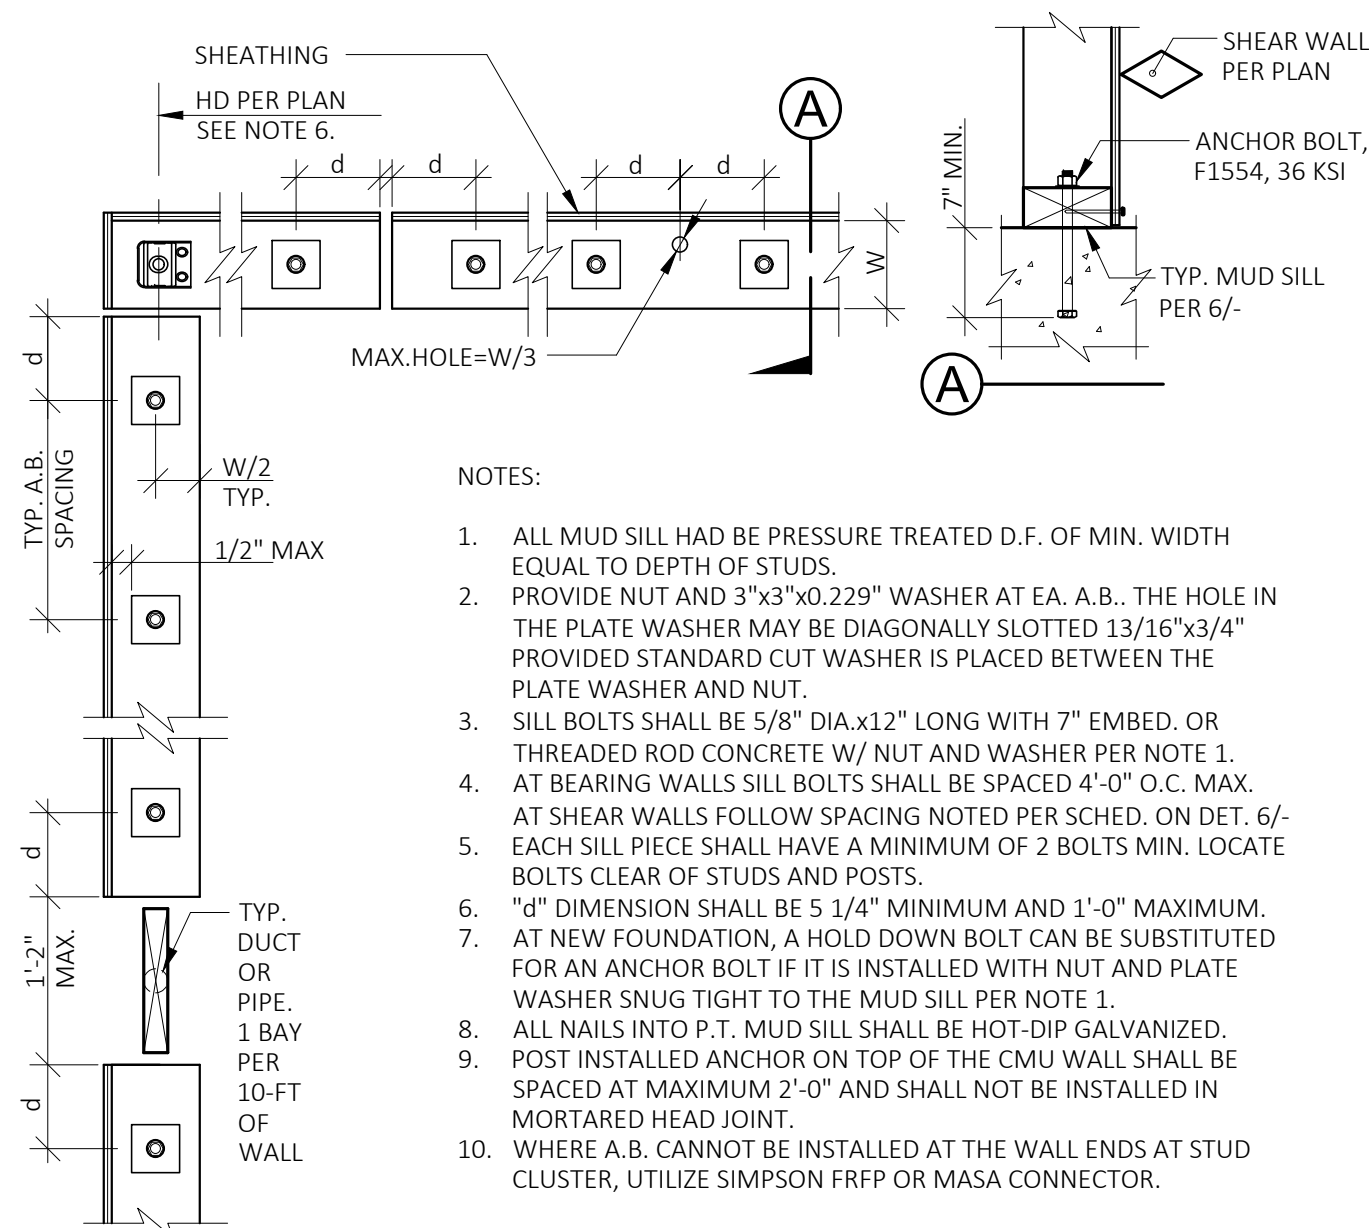 SHEATHING
HD PER PLAN
SEE NOTE 6.
d
d
d
d
A
W
MAX.HOLE=W/3
SHEAR WALL
PER PLAN
ANCHOR BOLT,
F1554, 36 KSI
7" MIN.
TYP. MUD SILL
PER 6/-
A
d
TYP. A.B.
SPACING
W/2
TYP.
1/2" MAX
d
1'-2"
MAX.
d
TYP.
DUCT
OR
PIPE.
1 BAY
PER
10-FT
OF
WALL
NOTES:
1. ALL MUD SILL HAD BE PRESSURE TREATED D.F. OF MIN. WIDTH
EQUAL TO DEPTH OF STUDS.
2. PROVIDE NUT AND 3"x3"x0.229" WASHER AT EA. A.B.. THE HOLE IN
THE PLATE WASHER MAY BE DIAGONALLY SLOTTED 13/16"x3/4"
PROVIDED STANDARD CUT WASHER IS PLACED BETWEEN THE
PLATE WASHER AND NUT.
3. SILL BOLTS SHALL BE 5/8" DIA.x12" LONG WITH 7" EMBED. OR
THREADED ROD CONCRETE W/ NUT AND WASHER PER NOTE 1.
4. AT BEARING WALLS SILL BOLTS SHALL BE SPACED 4'-0" O.C. MAX.
AT SHEAR WALLS FOLLOW SPACING NOTED PER SCHED. ON DET. 6/-
5. EACH SILL PIECE SHALL HAVE A MINIMUM OF 2 BOLTS MIN. LOCATE
BOLTS CLEAR OF STUDS AND POSTS.
6. "d" DIMENSION SHALL BE 5 1/4" MINIMUM AND 1'-0" MAXIMUM.
7. AT NEW FOUNDATION, A HOLD DOWN BOLT CAN BE SUBSTITUTED
FOR AN ANCHOR BOLT IF IT IS INSTALLED WITH NUT AND PLATE
WASHER SNUG TIGHT TO THE MUD SILL PER NOTE 1.
8. ALL NAILS INTO P.T. MUD SILL SHALL BE HOT-DIP GALVANIZED.
9. POST INSTALLED ANCHOR ON TOP OF THE CMU WALL SHALL BE
SPACED AT MAXIMUM 2'-0" AND SHALL NOT BE INSTALLED IN
MORTARED HEAD JOINT.
10. WHERE A.B. CANNOT BE INSTALLED AT THE WALL ENDS AT STUD
CLUSTER, UTILIZE SIMPSON FRFP OR MASA CONNECTOR.